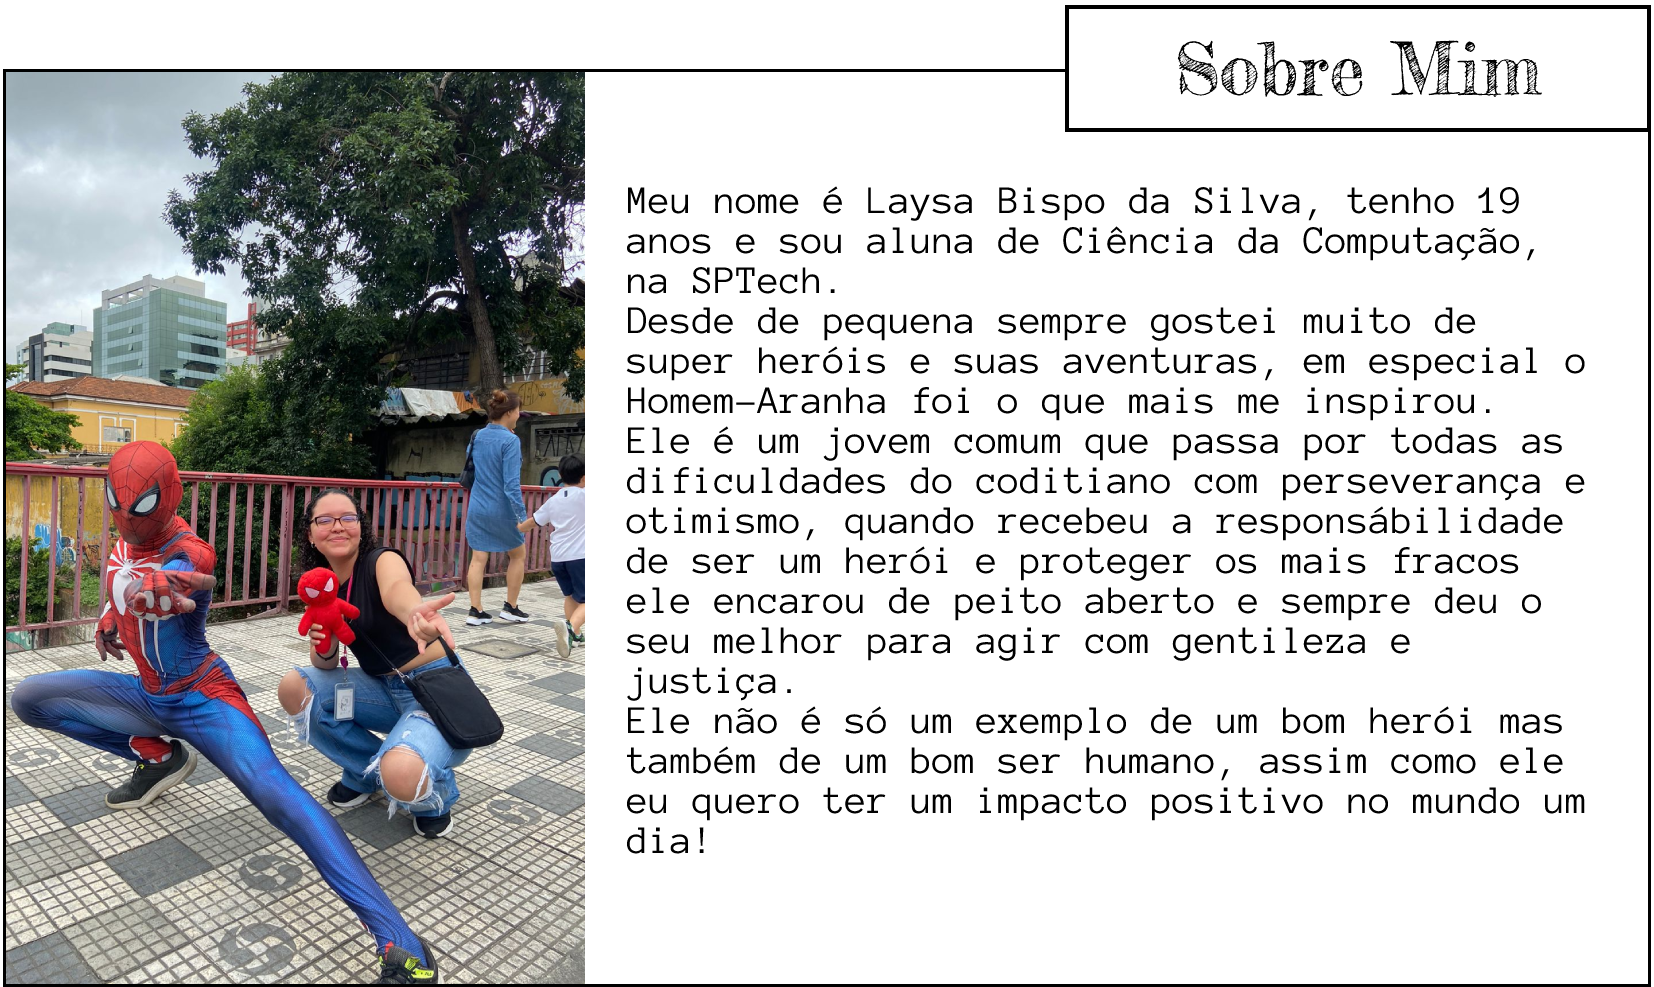 Sobre Mim
Meu nome é Laysa Bispo da Silva, tenho 19
anos e sou aluna de Ciência da Computação,
na SPTech.
Desde de pequena sempre gostei muito de
super heróis e suas aventuras, em especial o
Homem-Aranha foi o que mais me inspirou.
Ele é um jovem comum que passa por todas as
dificuldades do coditiano com perseverança e
otimismo, quando recebeu a responsábilidade
de ser um herói e proteger os mais fracos
ele encarou de peito aberto e sempre deu o
seu melhor para agir com gentileza e
justiça.
Ele não é só um exemplo de um bom herói mas
também de um bom ser humano, assim como ele
eu quero ter um impacto positivo no mundo um
dia!